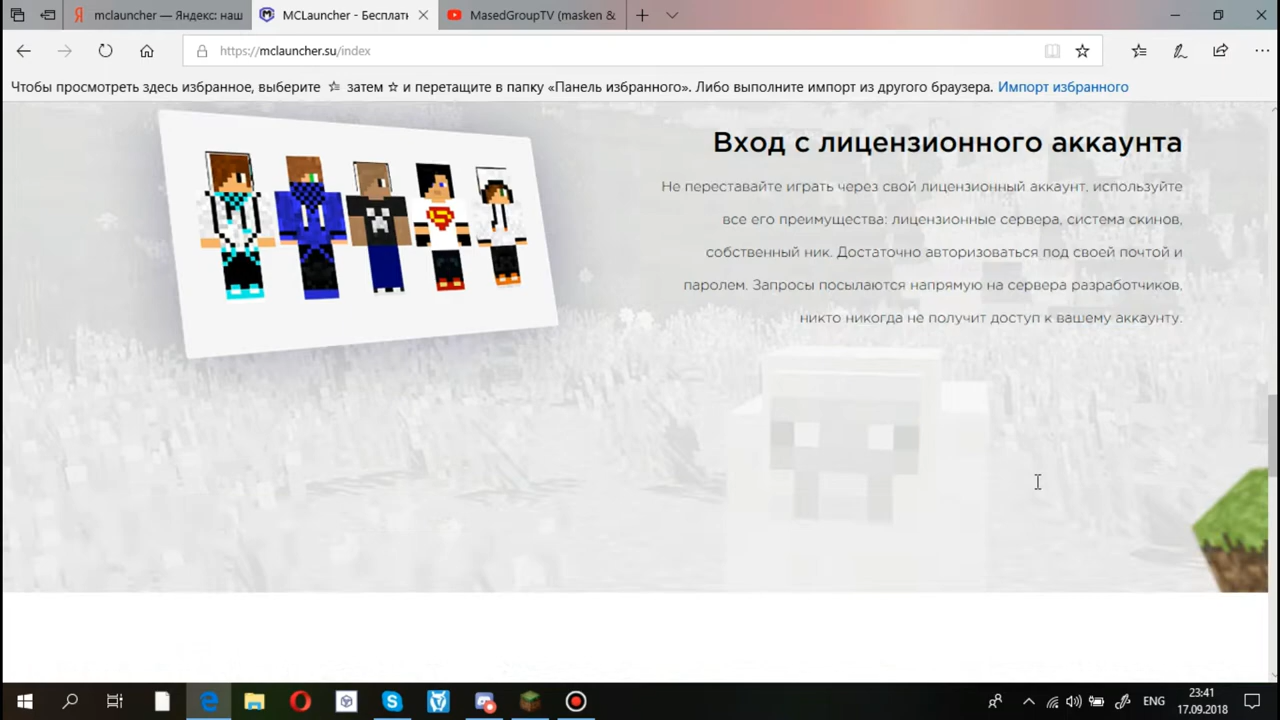 mclauncher — Яндекс: наш
MCLauncher - Бесплатн
MasedGroupTV (masken &
https://mclauncher.su/index
Чтобы просмотреть здесь избранное, выберите затем ☆ и перетащите в папку «Панель избранного». Либо выполните импорт из другого браузера. Импорт избранного
Вход с лицензионного аккаунта
Не переставайте играть через свой лицензионный аккаунт, используйте
все его преимущества: лицензионные сервера, система скинов,
собственный ник. Достаточно авторизоваться под своей почтой и
паролем. Запросы посылаются напрямую на сервера разработчиков,
никто никогда не получит доступ к вашему аккаунту.
ENG
23:41
17.09.2018